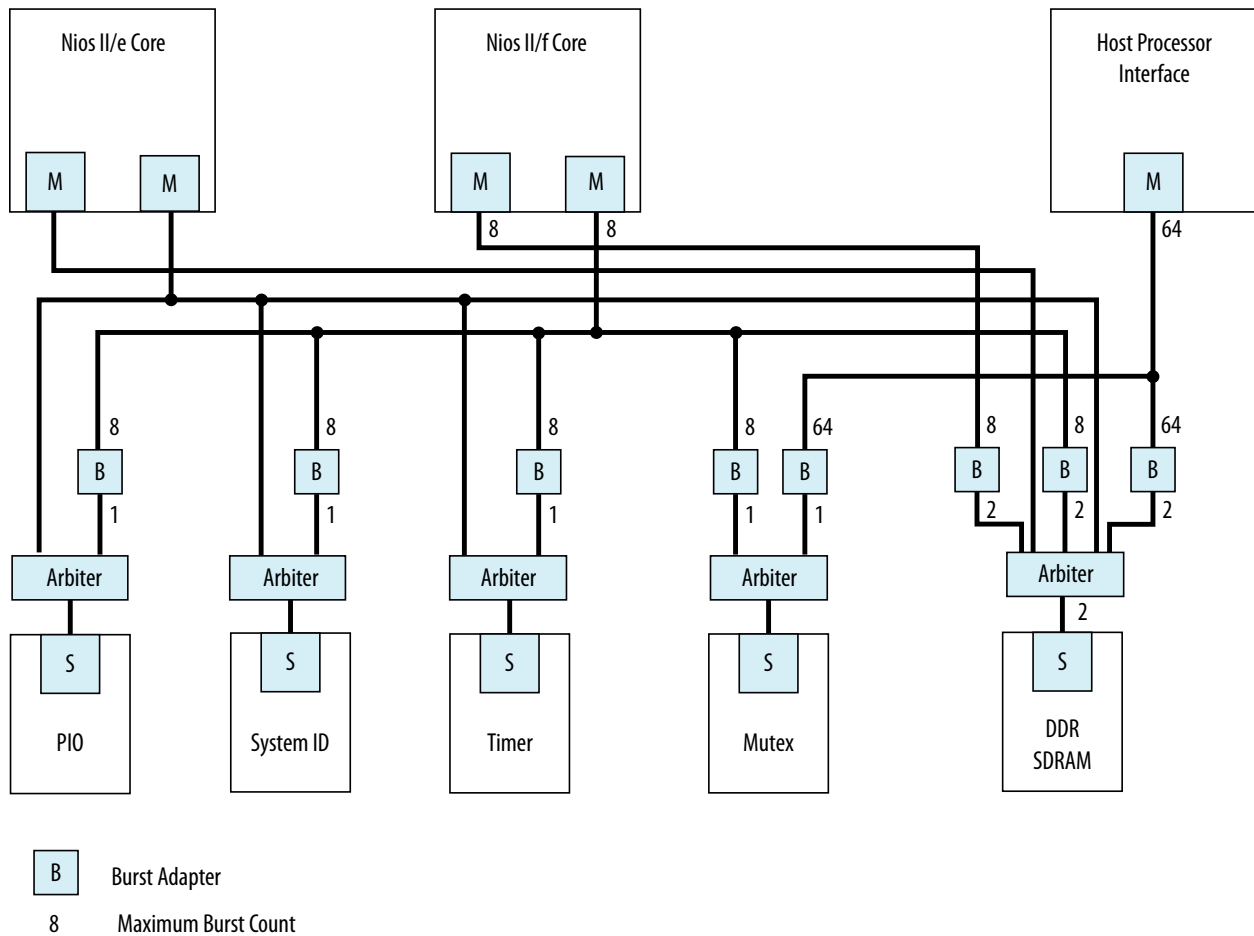 Nios II/e Core
Nios II/f Core
Host Processor
Interface
M
M
M
M
M
8
8
64
8
8
8
8
64
8
8
64
B
B
B
B
B
B
B
B
1
1
1
1
1
2
2
2
Arbiter
Arbiter
Arbiter
Arbiter
Arbiter
2
S
S
S
S
S
PIO
System ID
Timer
Mutex
DDR
SDRAM
B Burst Adapter
8 Maximum Burst Count